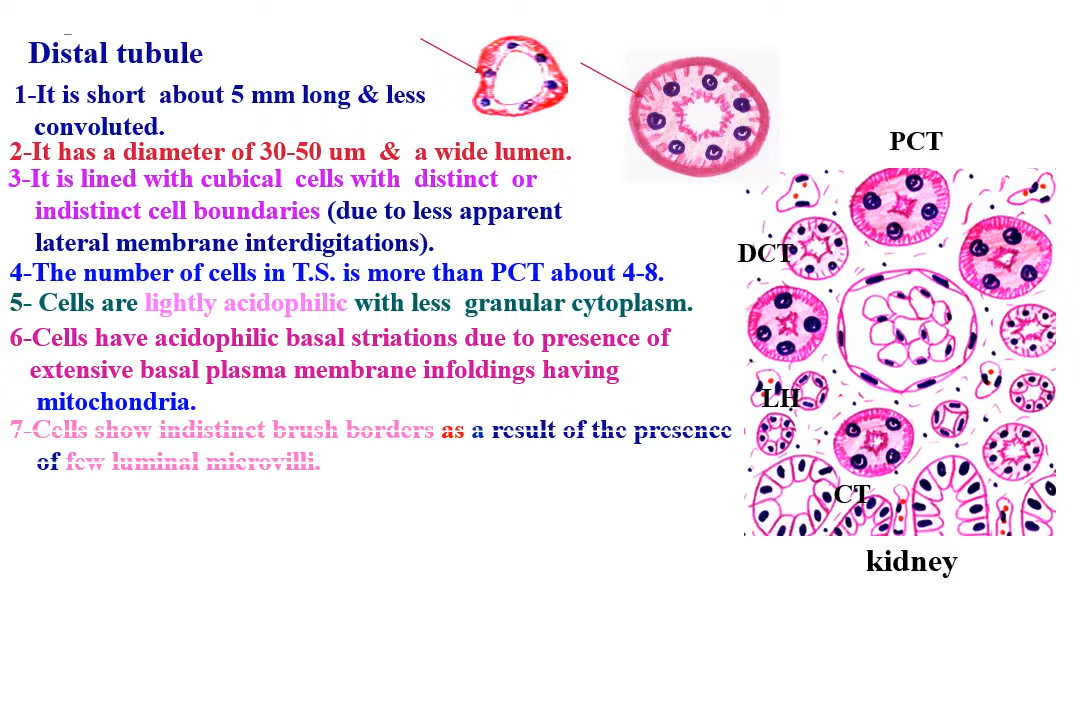 Distal tubule
1-It is short about 5 mm long & less
convoluted.
2-It has a diameter of 30-50 um & a wide lumen.
3-It is lined with cubical cells with distinct or
indistinct cell boundaries (due to less apparent
lateral membrane interdigitations).
4-The number of cells in T.S. is more than PCT about 4-8.
5- Cells are lightly acidophilic with less granular cytoplasm.
6-Cells have acidophilic basal striations due to presence of
extensive basal plasma membrane infoldings having
mitochondria.
7-Cells show indistinct brush borders as a result of the presence
of few luminal microvilli.
PCT
DCT
LH
CT
kidney